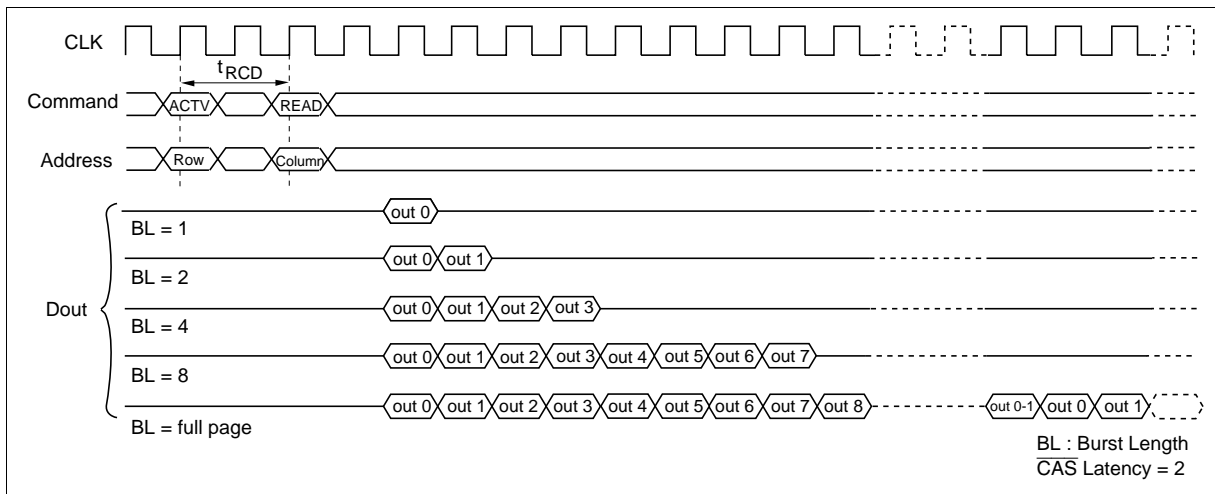 CLK
tRCD
Command ACTV READ
Address Row Column
out 0
BL = 1
out 0 out 1
BL = 2
Dout
out 0 out 1 out 2 out 3
BL = 4
out 0 out 1 out 2 out 3 out 4 out 5 out 6 out 7
BL = 8
out 0 out 1 out 2 out 3 out 4 out 5 out 6 out 7 out 8 out 0-1 out 0 out 1
BL = full page
BL : Burst Length
CAS Latency = 2